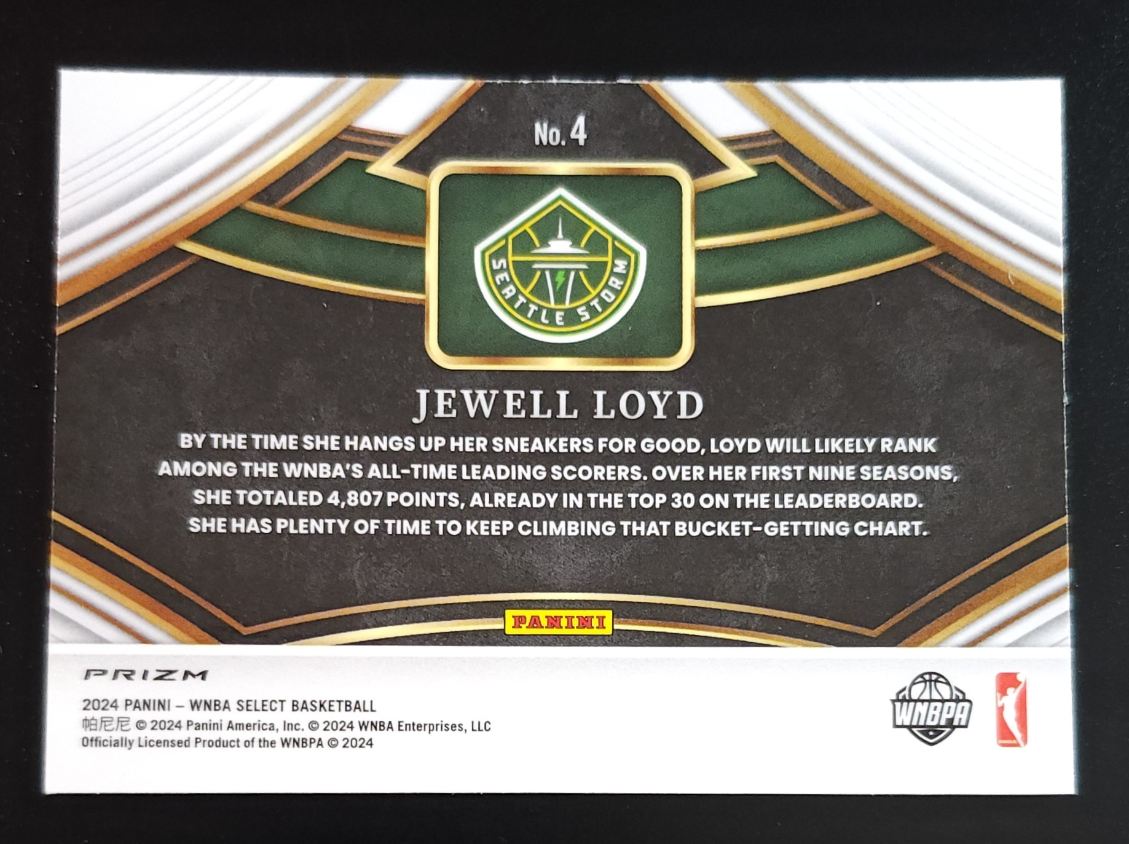 No. 4
SEATTLE STORM
JEWELL LOYD
BY THE TIME SHE HANGS UP HER SNEAKERS FOR GOOD, LOYD WILL LIKELY RANK
AMONG THE WNBA'S ALL-TIME LEADING SCORERS. OVER HER FIRST NINE SEASONS,
SHE TOTALED 4,807 POINTS, ALREADY IN THE TOP 30 ON THE LEADERBOARD.
SHE HAS PLENTY OF TIME TO KEEP CLIMBING THAT BUCKET-GETTING CHART.
PANINI
PRIZM
2024 PANINI – WNBA SELECT BASKETBALL
帕尼尼 © 2024 Panini America, Inc. © 2024 WNBA Enterprises, LLC
Officially Licensed Product of the WNBPA © 2024
WNBPA